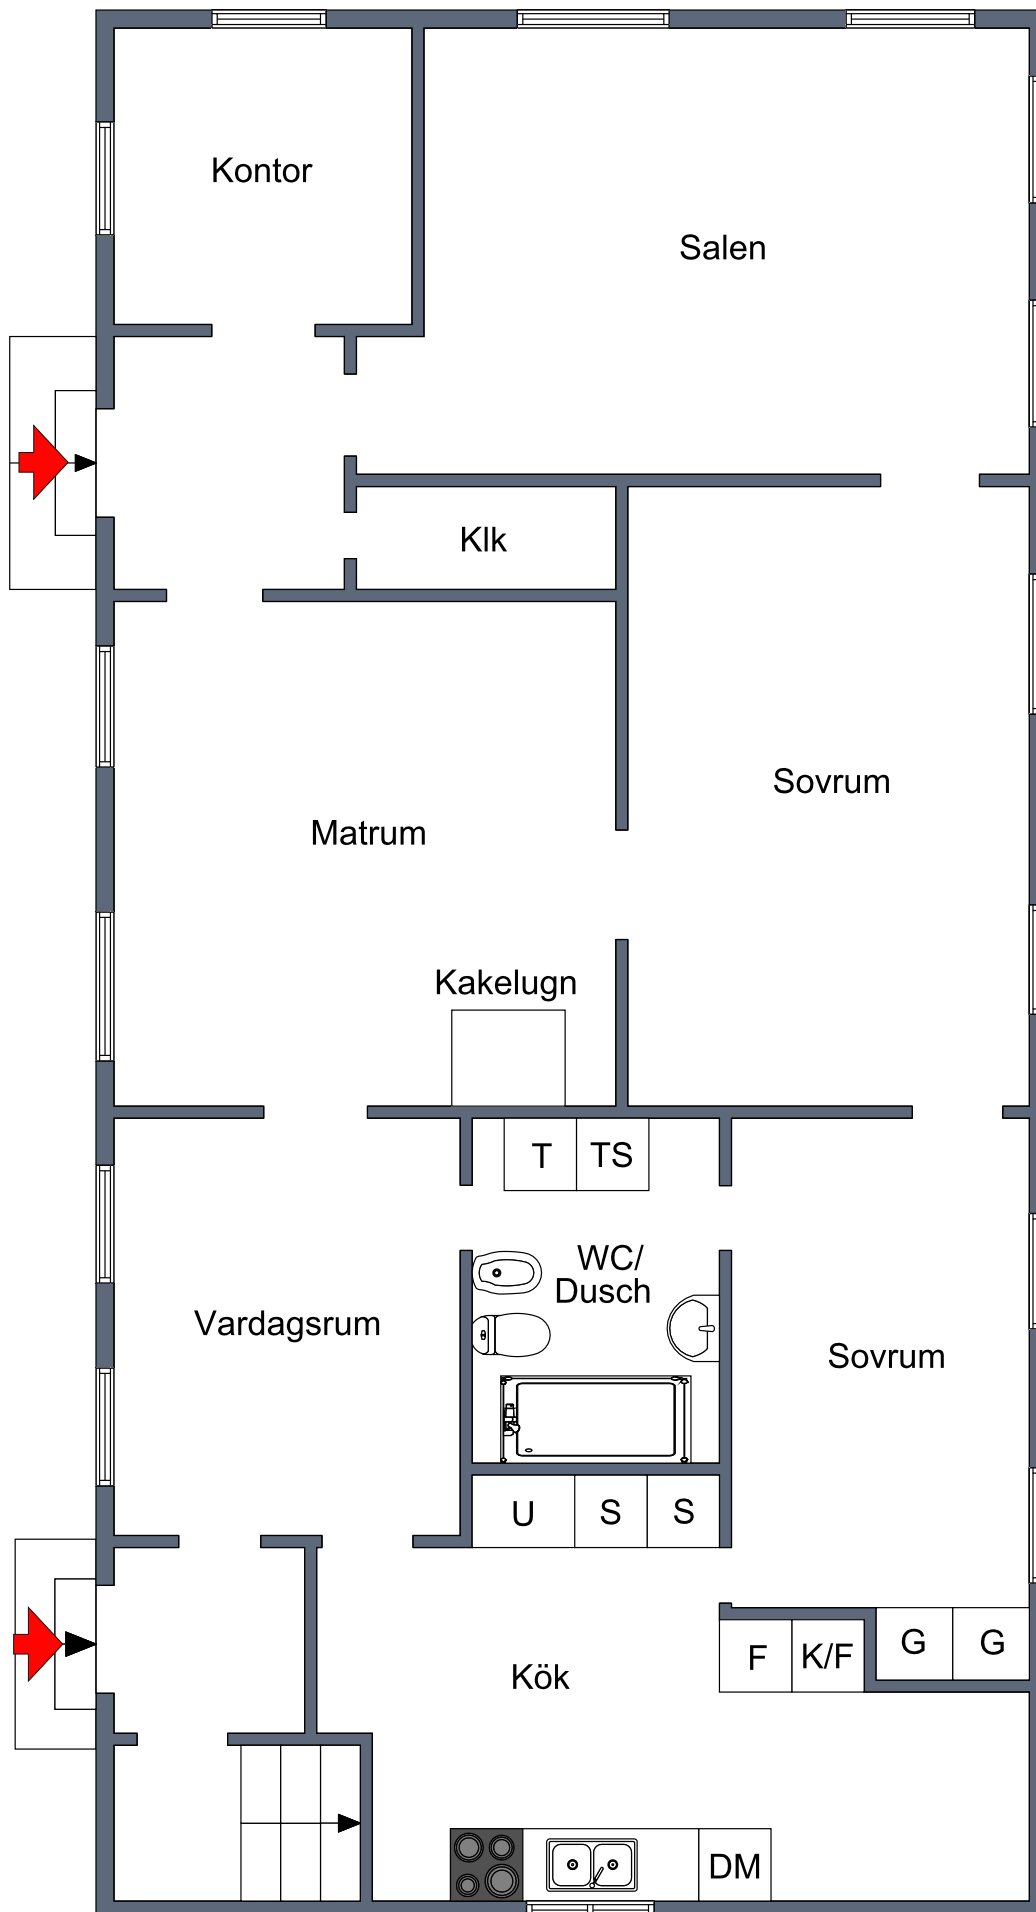 Kontor
Salen
Klk
Sovrum
Matrum
Kakelugn
T TS
WC/
Dusch
Vardagsrum
Sovrum
U S S
F K/F G G
Kök
DM